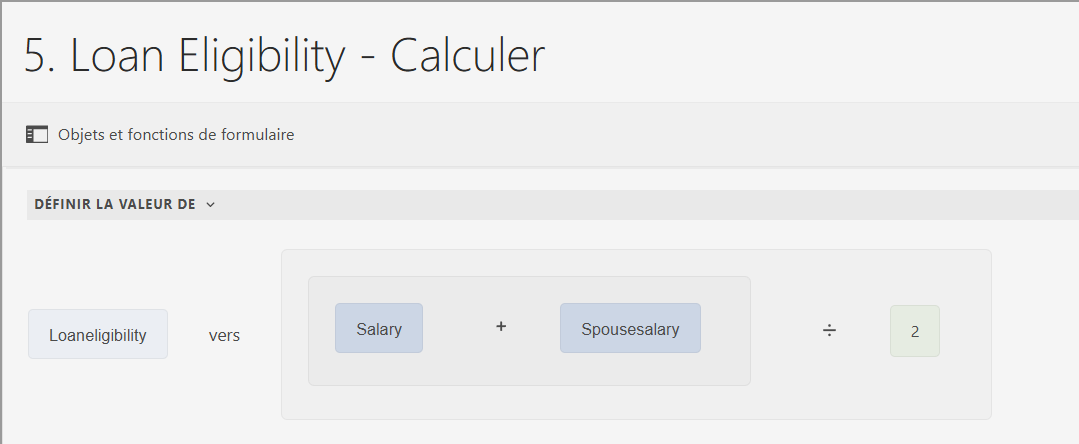 5. Loan Eligibility - Calculer
Objets et fonctions de formulaire
DÉFINIR LA VALEUR DE
Loaneligibility vers Salary + Spousesalary ÷ 2